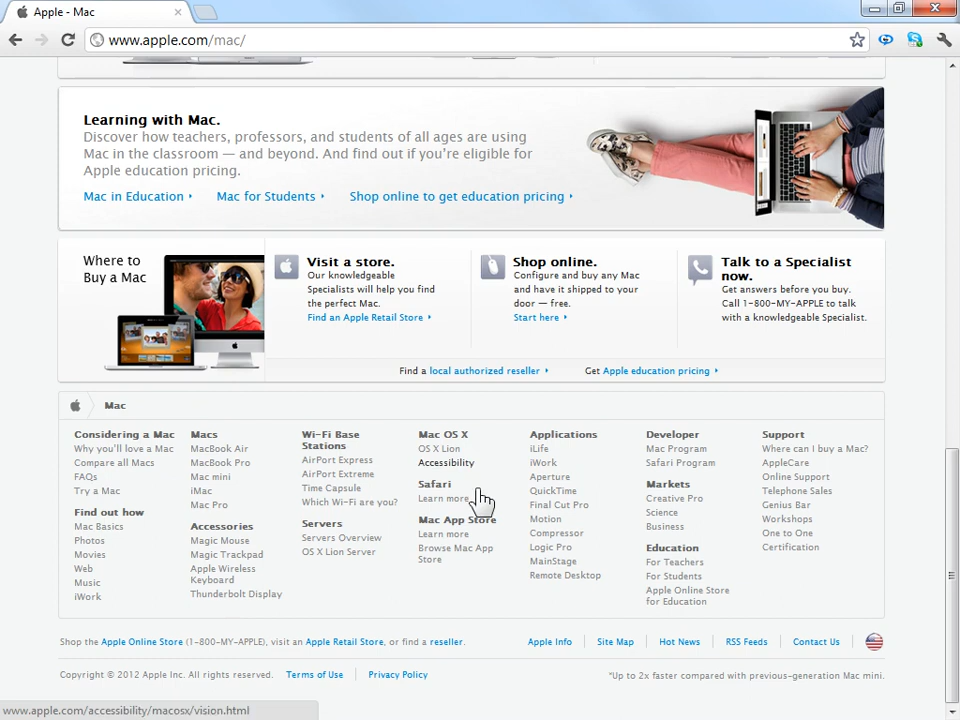 Apple - Mac
www.apple.com/mac/
Learning with Mac.
Discover how teachers, professors, and students of all ages are using
Mac in the classroom — and beyond. And find out if you're eligible for
Apple education pricing.
Mac in Education
Mac for Students
Shop online to get education pricing
Where to
Buy a Mac
Visit a store.
Our knowledgeable
Specialists will help you find
the perfect Mac.
Find an Apple Retail Store
Shop online.
Configure and buy any Mac
and have it shipped to your
door — free.
Start here
Talk to a Specialist
now.
Get answers before you buy.
Call 1-800-MY-APPLE to talk
with a knowledgeable Specialist.
Find a local authorized reseller
Get Apple education pricing
Mac
Considering a Mac
Why you'll love a Mac
Compare all Macs
FAQs
Try a Mac
Find out how
Mac Basics
Photos
Movies
Web
Music
iWork
Macs
MacBook Air
MacBook Pro
Mac mini
iMac
Mac Pro
Accessories
Magic Mouse
Magic Trackpad
Apple Wireless
Keyboard
Thunderbolt Display
Wi-Fi Base
Stations
AirPort Express
AirPort Extreme
Time Capsule
Which Wi-Fi are you?
Servers
Servers Overview
OS X Lion Server
Mac OS X
OS X Lion
Accessibility
Safari
Learn more
Mac App Store
Learn more
Browse Mac App
Store
Applications
iLife
iWork
Aperture
QuickTime
Final Cut Pro
Motion
Compressor
Logic Pro
MainStage
Remote Desktop
Developer
Mac Program
Safari Program
Markets
Creative Pro
Science
Business
Education
For Teachers
For Students
Apple Online Store
for Education
Support
Where can I buy a Mac?
AppleCare
Online Support
Telephone Sales
Genius Bar
Workshops
One to One
Certification
Shop the Apple Online Store (1-800-MY-APPLE), visit an Apple Retail Store, or find a reseller.
Apple Info
Site Map
Hot News
RSS Feeds
Contact Us
Copyright © 2012 Apple Inc. All rights reserved.
Terms of Use
Privacy Policy
*Up to 2x faster compared with previous-generation Mac mini.
www.apple.com/accessibility/macosx/vision.html